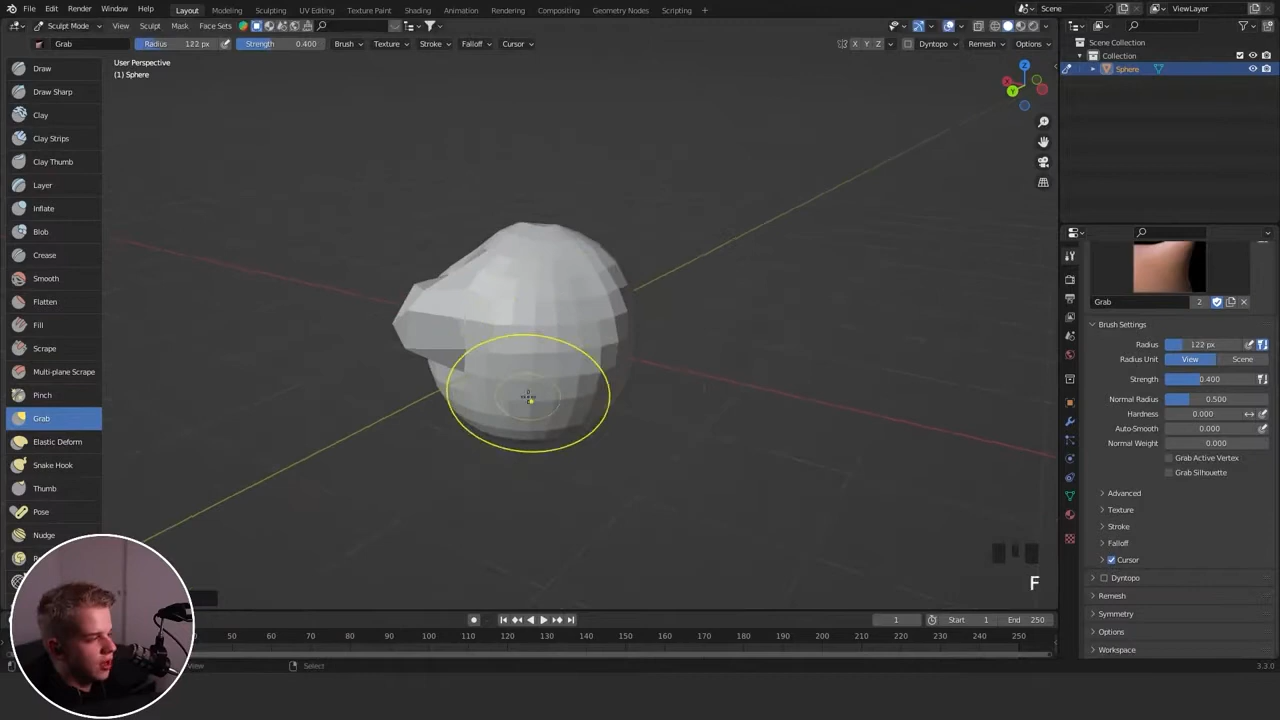 File Edit Render Window Help Layout Modeling Sculpting UV Editing Texture Paint Shading Animation Rendering Compositing Geometry Nodes Scripting + Scene ViewLayer
Sculpt Mode View Sculpt Mask Face Sets
Grab Radius 122 px Strength 0.400 Brush Texture Stroke Falloff Cursor X Y Z Dyntopo Remesh Options
Scene Collection
Collection
Sphere
User Perspective
(1) Sphere
Z
Y
Draw
Draw Sharp
Clay
Clay Strips
Clay Thumb
Layer
Inflate
Blob
Crease
Smooth
Flatten
Fill
Scrape
Multi-plane Scrape
Pinch
Grab
Elastic Deform
Snake Hook
Thumb
Pose
Nudge
F
Grab 2
Brush Settings
Radius 122 px
Radius Unit View Scene
Strength 0.400
Normal Radius 0.500
Hardness 0.000
Auto-Smooth 0.000
Normal Weight 0.000
Grab Active Vertex
Grab Silhouette
Advanced
Texture
Stroke
Falloff
Cursor
Dyntopo
Remesh
Symmetry
Options
Workspace
1 Start 1 End 250
50 60 70 80 90 100 110 120 130 140 150 160 170 180 190 200 210 220 230 240 250
View Select 3.3.0